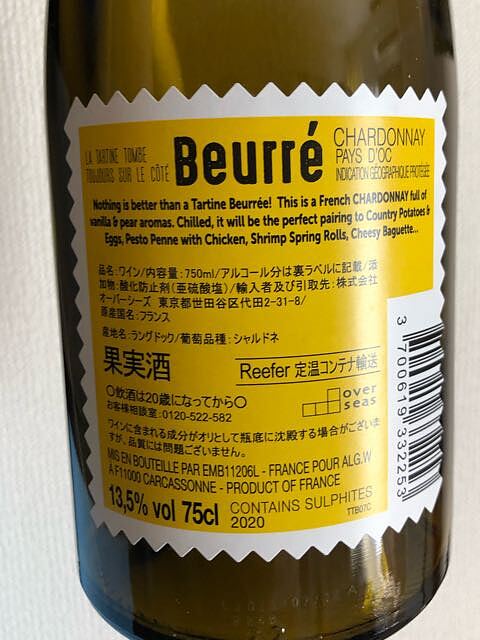 LA TARTINE TOMBE
TOUJOURS SUR LE CÔTÉ
Beurré
CHARDONNAY
PAYS D'OC
INDICATION GÉOGRAPHIQUE PROTÉGÉE
Nothing is better than a Tartine Beurrée! This is a French CHARDONNAY full of
vanilla & pear aromas. Chilled, it will be the perfect pairing to Country Potatoes &
Eggs, Pesto Penne with Chicken, Shrimp Spring Rolls, Cheesy Baguette...
品名:ワイン/内容量:750ml/アルコール分は裏ラベルに記載/添
加物:酸化防止剤(亜硫酸塩)/輸入者及び引取先:株式会社
オーバーシーズ 東京都世田谷区代田2-31-8/
原産国名:フランス
産地名:ラングドック/葡萄品種:シャルドネ
果実酒
Reefer 定温コンテナ輸送
〇飲酒は20歳になってから〇
お客様相談室:0120-522-582
over
seas
ワインに含まれる成分がオリとして瓶底に沈殿する場合がございま
すが、品質には問題ございません。
MIS EN BOUTEILLE PAR EMB11206L - FRANCE POUR ALG.W
A F11000 CARCASSONNE - PRODUCT OF FRANCE
13,5% vol 75cl
CONTAINS SULPHITES
2020
TTB07C
3 700619 332253